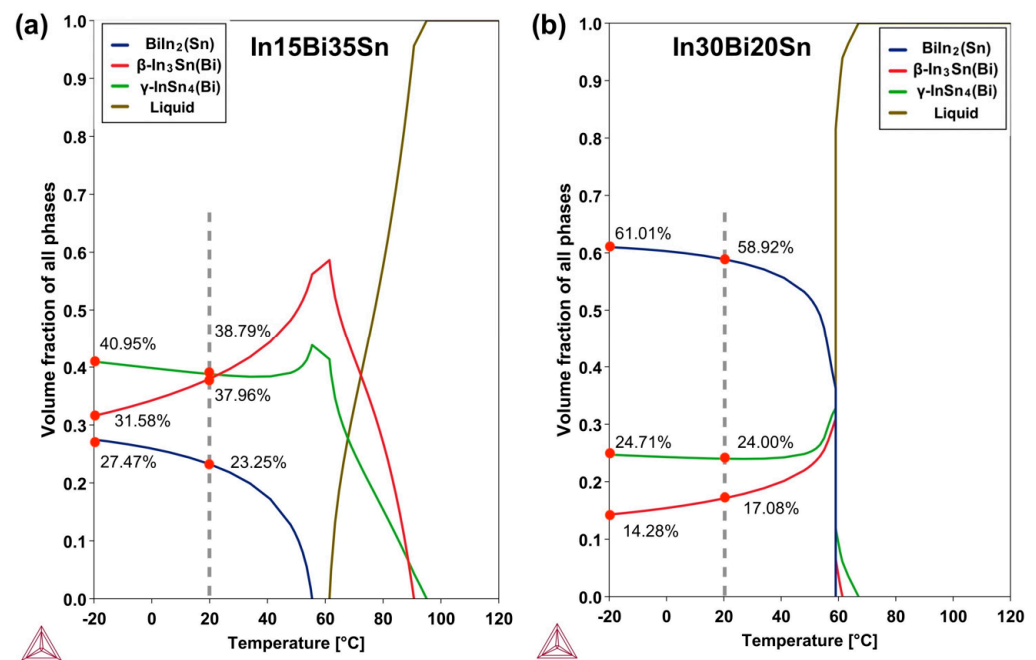 (a)
In15Bi35Sn
BiIn₂(Sn)
β-In₃Sn(Bi)
γ-InSn₄(Bi)
Liquid
Volume fraction of all phases
1.0
0.9
0.8
0.7
0.6
0.5
0.4
0.3
0.2
0.1
0.0
40.95%
38.79%
37.96%
31.58%
27.47%
23.25%
-20 0 20 40 60 80 100 120
Temperature [°C]
(b)
In30Bi20Sn
BiIn₂(Sn)
β-In₃Sn(Bi)
γ-InSn₄(Bi)
Liquid
Volume fraction of all phases
1.0
0.9
0.8
0.7
0.6
0.5
0.4
0.3
0.2
0.1
0.0
61.01%
58.92%
24.71%
24.00%
17.08%
14.28%
-20 0 20 40 60 80 100 120
Temperature [°C]